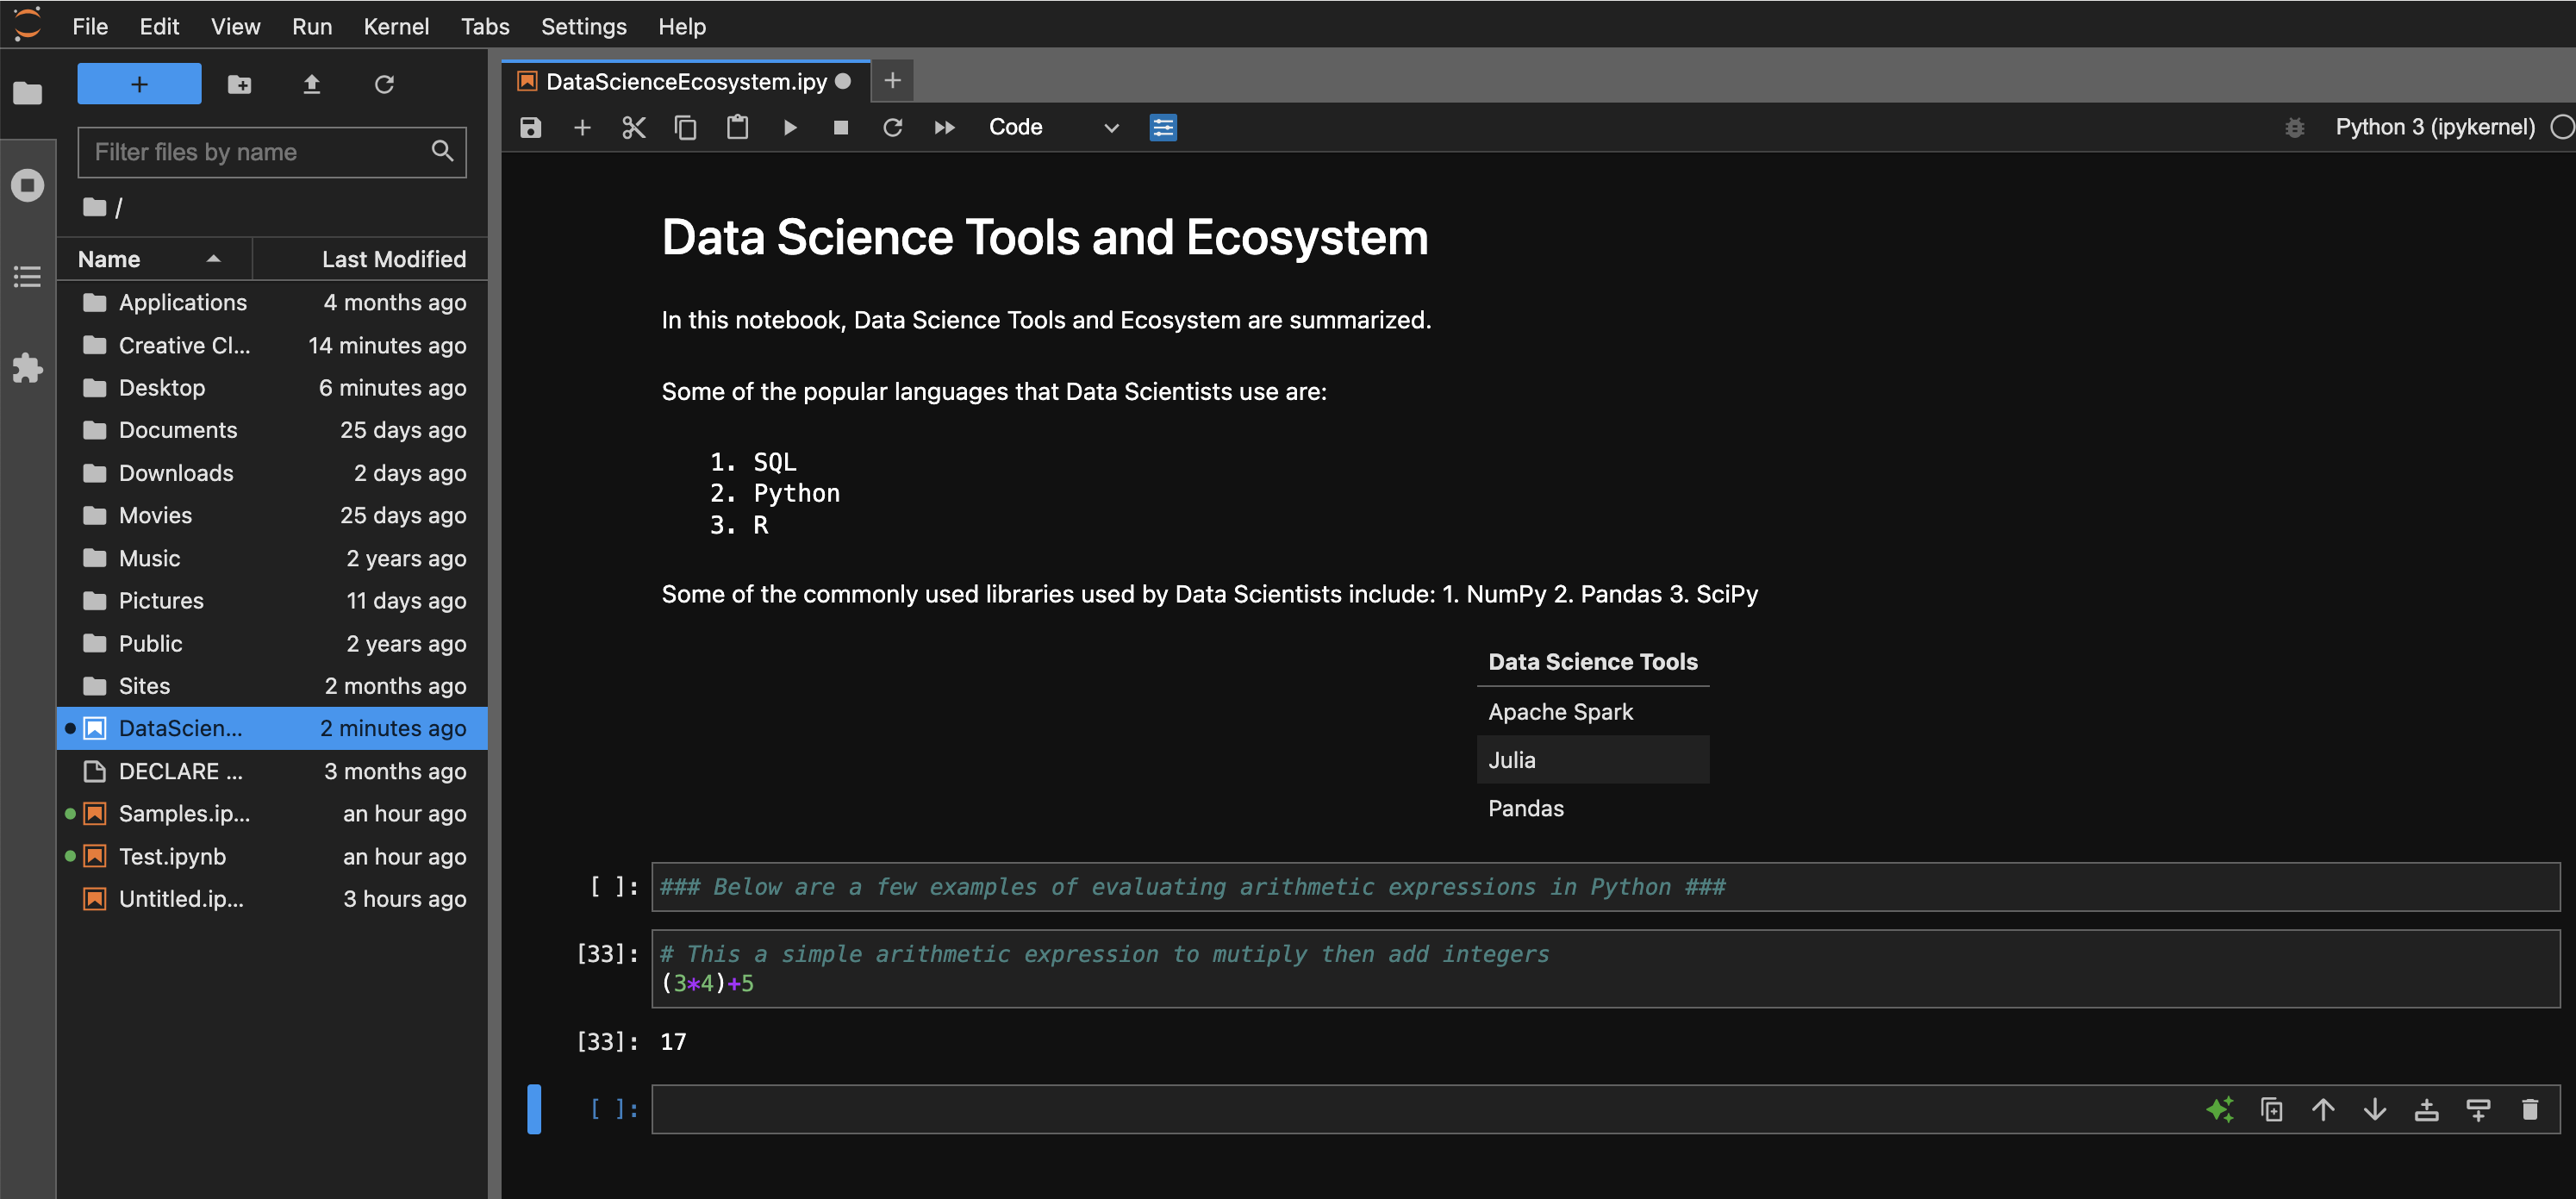 File Edit View Run Kernel Tabs Settings Help
+
Filter files by name
/
Name Last Modified
Applications 4 months ago
Creative Cl... 14 minutes ago
Desktop 6 minutes ago
Documents 25 days ago
Downloads 2 days ago
Movies 25 days ago
Music 2 years ago
Pictures 11 days ago
Public 2 years ago
Sites 2 months ago
DataScien... 2 minutes ago
DECLARE ... 3 months ago
Samples.ip... an hour ago
Test.ipynb an hour ago
Untitled.ip... 3 hours ago
DataScienceEcosystem.ipy
Code
Python 3 (ipykernel)
Data Science Tools and Ecosystem
In this notebook, Data Science Tools and Ecosystem are summarized.
Some of the popular languages that Data Scientists use are:
1. SQL
2. Python
3. R
Some of the commonly used libraries used by Data Scientists include: 1. NumPy 2. Pandas 3. SciPy
Data Science Tools
Apache Spark
Julia
Pandas
[ ]: ### Below are a few examples of evaluating arithmetic expressions in Python ###
[33]: # This a simple arithmetic expression to mutiply then add integers
(3*4)+5
[33]: 17
[ ]: